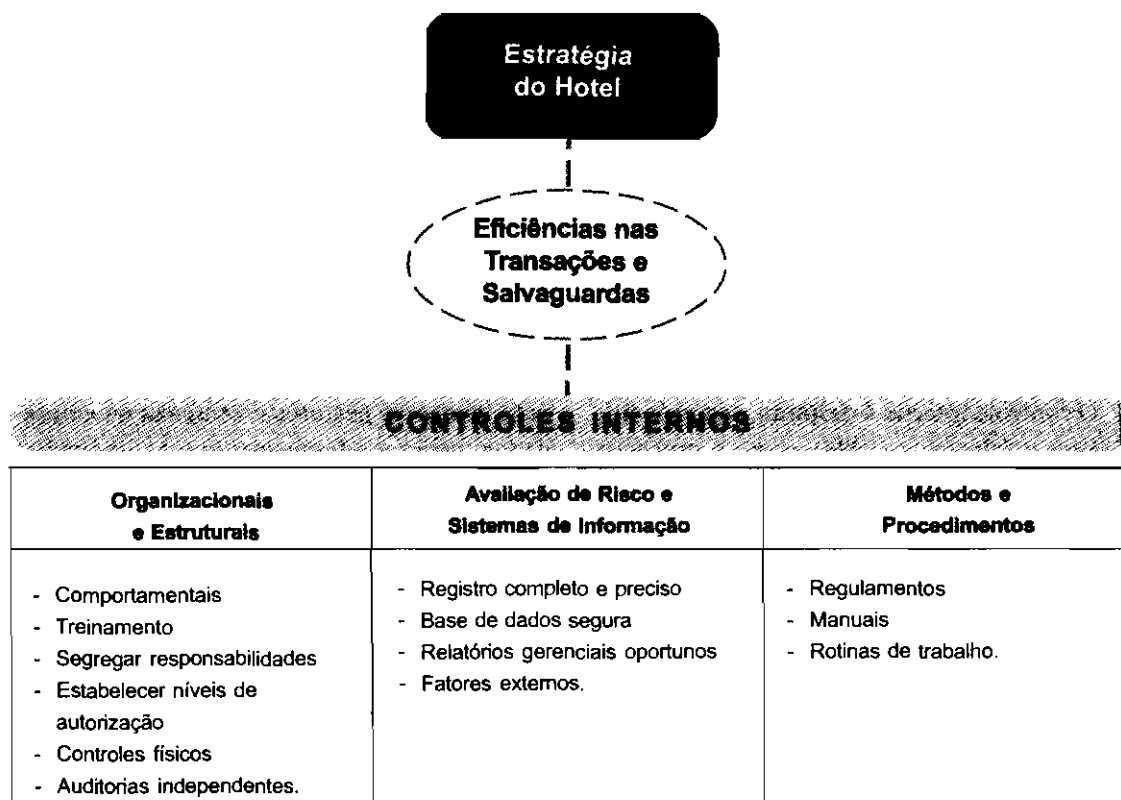 Estratégia
do Hotel
Eficiências nas
Transações e
Salvaguardas
CONTROLES INTERNOS
Organizacionais
e Estruturais
Avaliação de Risco e
Sistemas de Informação
Métodos e
Procedimentos
- Comportamentais
- Treinamento
- Segregar responsabilidades
- Estabelecer níveis de
autorização
- Controles físicos
- Auditorias independentes.
- Registro completo e preciso
- Base de dados segura
- Relatórios gerenciais oportunos
- Fatores externos.
- Regulamentos
- Manuais
- Rotinas de trabalho.